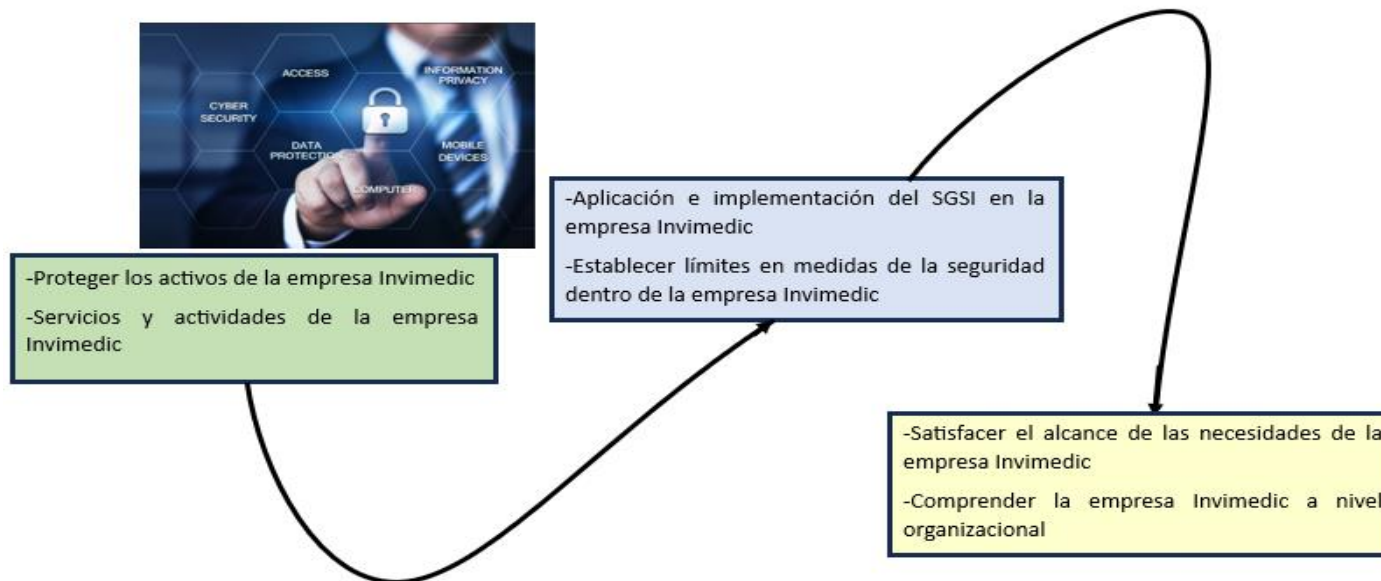 ACCESS
INFORMATION
PRIVACY
CYBER
SECURITY
DATA
PROTECTION
MOBILE
DEVICES
COMPUTER
-Proteger los activos de la empresa Invimedic
-Servicios y actividades de la empresa
Invimedic
-Aplicación e implementación del SGSI en la
empresa Invimedic
-Establecer límites en medidas de la seguridad
dentro de la empresa Invimedic
-Satisfacer el alcance de las necesidades de la
empresa Invimedic
-Comprender la empresa Invimedic a nivel
organizacional